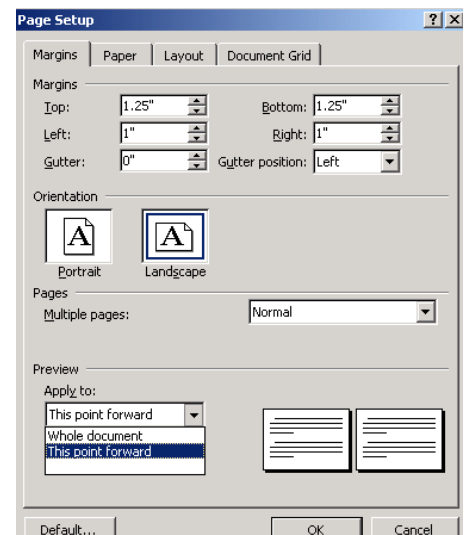 Page Setup ? X
Margins Paper Layout Document Grid
Margins
Top: 1.25" Bottom: 1.25"
Left: 1" Right: 1"
Gutter: 0" Gutter position: Left
Orientation
A A
Portrait Landscape
Pages
Multiple pages: Normal
Preview
Apply to:
This point forward
Whole document
This point forward
Default... OK Cancel